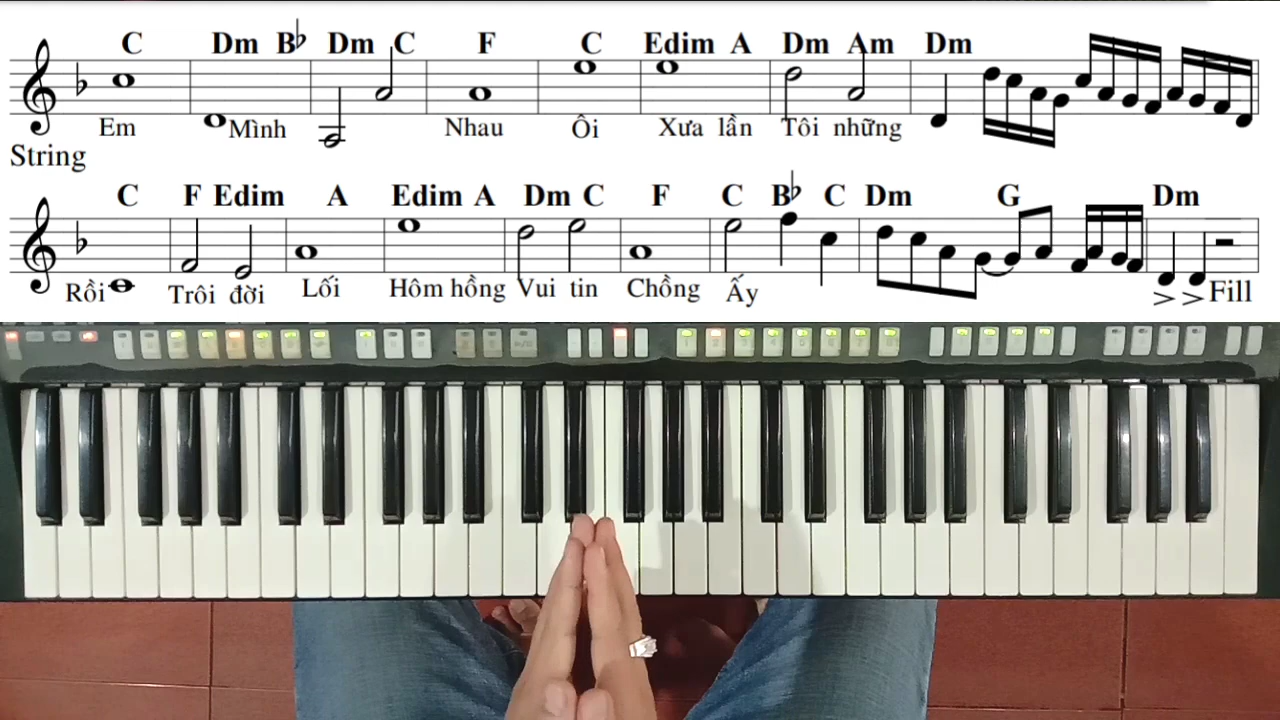 C Dm B♭ Dm C F C Edim A Dm Am Dm
Em Mình Nhau Ôi Xưa lần Tôi những
String
C F Edim A Edim A Dm C F C B♭ C Dm G Dm
Rồi Trôi đời Lối Hôm hồng Vui tin Chồng Ấy Fill